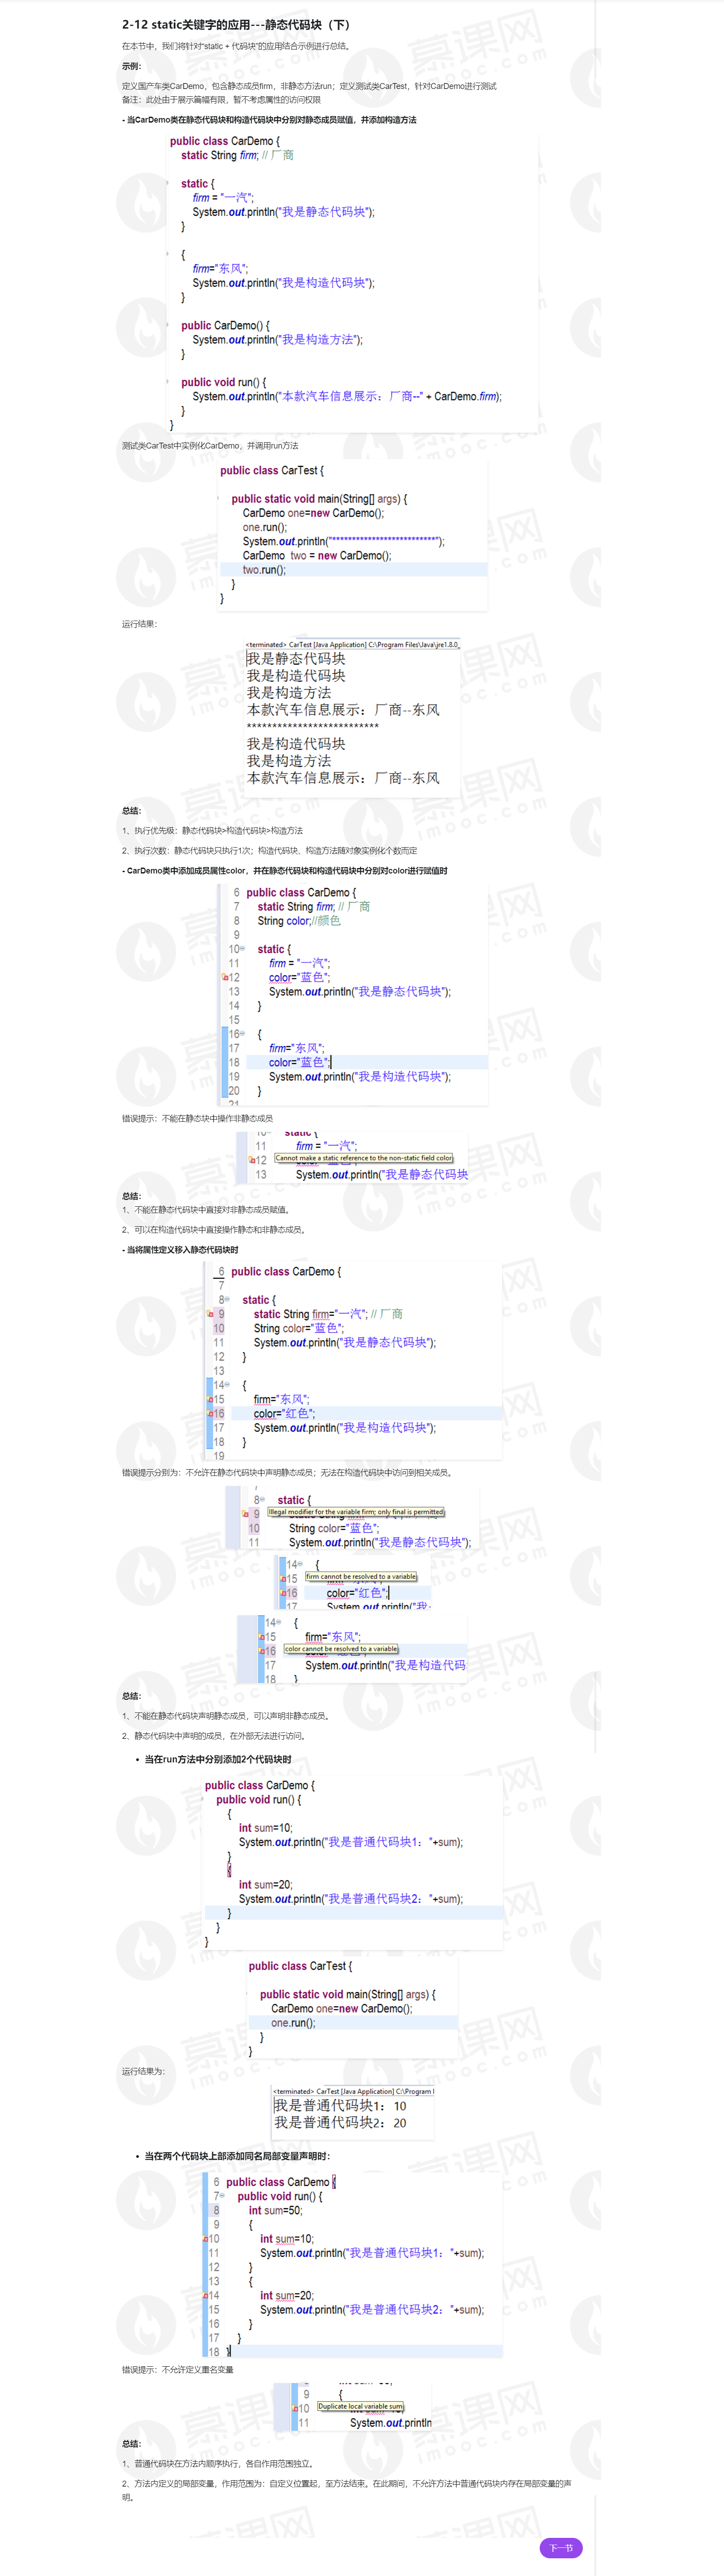 2-12 static关键字的应用---静态代码块（下）
在本节中，我们将针对“static + 代码块”的应用结合示例进行总结。
示例：
定义国产车类CarDemo，包含静态成员firm，非静态方法run；定义测试类CarTest，针对CarDemo进行测试
备注：此处由于展示篇幅有限，暂不考虑属性的访问权限
- 当CarDemo类在静态代码块和构造代码块中分别对静态成员赋值，并添加构造方法
public class CarDemo {
static String firm; // 厂商
static {
firm = "一汽";
System.out.println("我是静态代码块");
}
{
firm="东风";
System.out.println("我是构造代码块");
}
public CarDemo() {
System.out.println("我是构造方法");
}
public void run() {
System.out.println("本款汽车信息展示：厂商--" + CarDemo.firm);
}
}
测试类CarTest中实例化CarDemo，并调用run方法
public class CarTest {
public static void main(String[] args) {
CarDemo one=new CarDemo();
one.run();
System.out.println("**************************");
CarDemo two = new CarDemo();
two.run();
}
}
运行结果：
<terminated> CarTest [Java Application] C:\Program Files\Java\jre1.8.0_
我是静态代码块
我是构造代码块
我是构造方法
本款汽车信息展示：厂商--东风
**************************
我是构造代码块
我是构造方法
本款汽车信息展示：厂商--东风
总结：
1、执行优先级：静态代码块>构造代码块>构造方法
2、执行次数：静态代码块只执行1次；构造代码块、构造方法随对象实例化个数而定
- CarDemo类中添加成员属性color，并在静态代码块和构造代码块中分别对color进行赋值时
6 public class CarDemo {
7 static String firm; // 厂商
8 String color;//颜色
9
10 static {
11 firm = "一汽";
12 color="蓝色";
13 System.out.println("我是静态代码块");
14 }
15
16 {
17 firm="东风";
18 color="蓝色";
19 System.out.println("我是构造代码块");
20 }
21
错误提示：不能在静态块中操作非静态成员
10 static {
11 firm = "一汽";
12 Cannot make a static reference to the non-static field color
13 System.out.println("我是静态代码块
总结：
1、不能在静态代码块中直接对非静态成员赋值。
2、可以在构造代码块中直接操作静态和非静态成员。
- 当将属性定义移入静态代码块时
6 public class CarDemo {
7
8 static {
9 static String firm="一汽"; // 厂商
10 String color="蓝色";
11 System.out.println("我是静态代码块");
12 }
13
14 {
15 firm="东风";
16 color="红色";
17 System.out.println("我是构造代码块");
18 }
19
错误提示分别为：不允许在静态代码块中声明静态成员；无法在构造代码块中访问到相关成员。
8 static {
9 Illegal modifier for the variable firm; only final is permitted
10 String color="蓝色";
11 System.out.println("我是静态代码块");
14 {
15 firm cannot be resolved to a variable
16 color="红色";
17 System.out.println("我
14 {
15 firm="东风";
16 color cannot be resolved to a variable
17 System.out.println("我是构造代码
18 }
总结：
1、不能在静态代码块声明静态成员，可以声明非静态成员。
2、静态代码块中声明的成员，在外部无法进行访问。
• 当在run方法中分别添加2个代码块时
public class CarDemo {
public void run() {
{
int sum=10;
System.out.println("我是普通代码块1："+sum);
}
{
int sum=20;
System.out.println("我是普通代码块2："+sum);
}
}
}
public class CarTest {
public static void main(String[] args) {
CarDemo one=new CarDemo();
one.run();
}
}
运行结果为：
<terminated> CarTest [Java Application] C:\Program
我是普通代码块1：10
我是普通代码块2：20
• 当在两个代码块上部添加同名局部变量声明时：
6 public class CarDemo {
7 public void run() {
8 int sum=50;
9 {
10 int sum=10;
11 System.out.println("我是普通代码块1："+sum);
12 }
13 {
14 int sum=20;
15 System.out.println("我是普通代码块2："+sum);
16 }
17 }
18 }
错误提示：不允许定义重名变量
9 {
10 Duplicate local variable sum
11 System.out.println
总结：
1、普通代码块在方法内顺序执行，各自作用范围独立。
2、方法内定义的局部变量，作用范围为：自定义位置起，至方法结束。在此期间，不允许方法中普通代码块内存在局部变量的声
明。
下一节